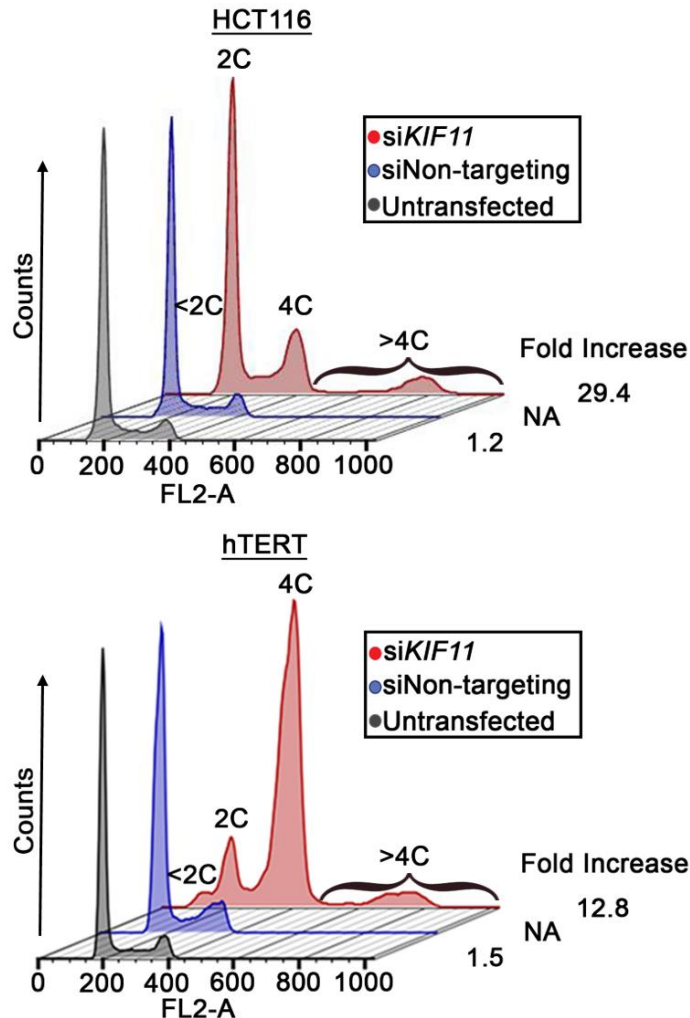 HCT116
2C
siKIF11
siNon-targeting
Untransfected
Counts
<2C
4C
>4C
Fold Increase
29.4
NA
1.2
0 200 400 600 800 1000
FL2-A
hTERT
4C
siKIF11
siNon-targeting
Untransfected
Counts
2C
<2C
>4C
Fold Increase
12.8
NA
1.5
0 200 400 600 800 1000
FL2-A